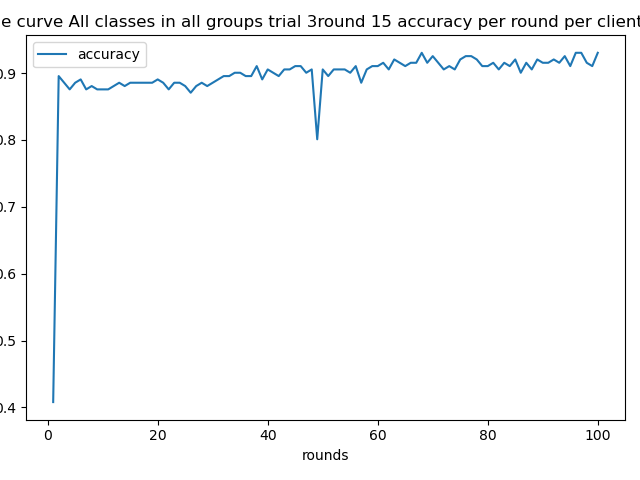 e curve All classes in all groups trial 3round 15 accuracy per round per client
accuracy
0.9
0.8
0.7
0.6
0.5
0.4
0 20 40 60 80 100
rounds